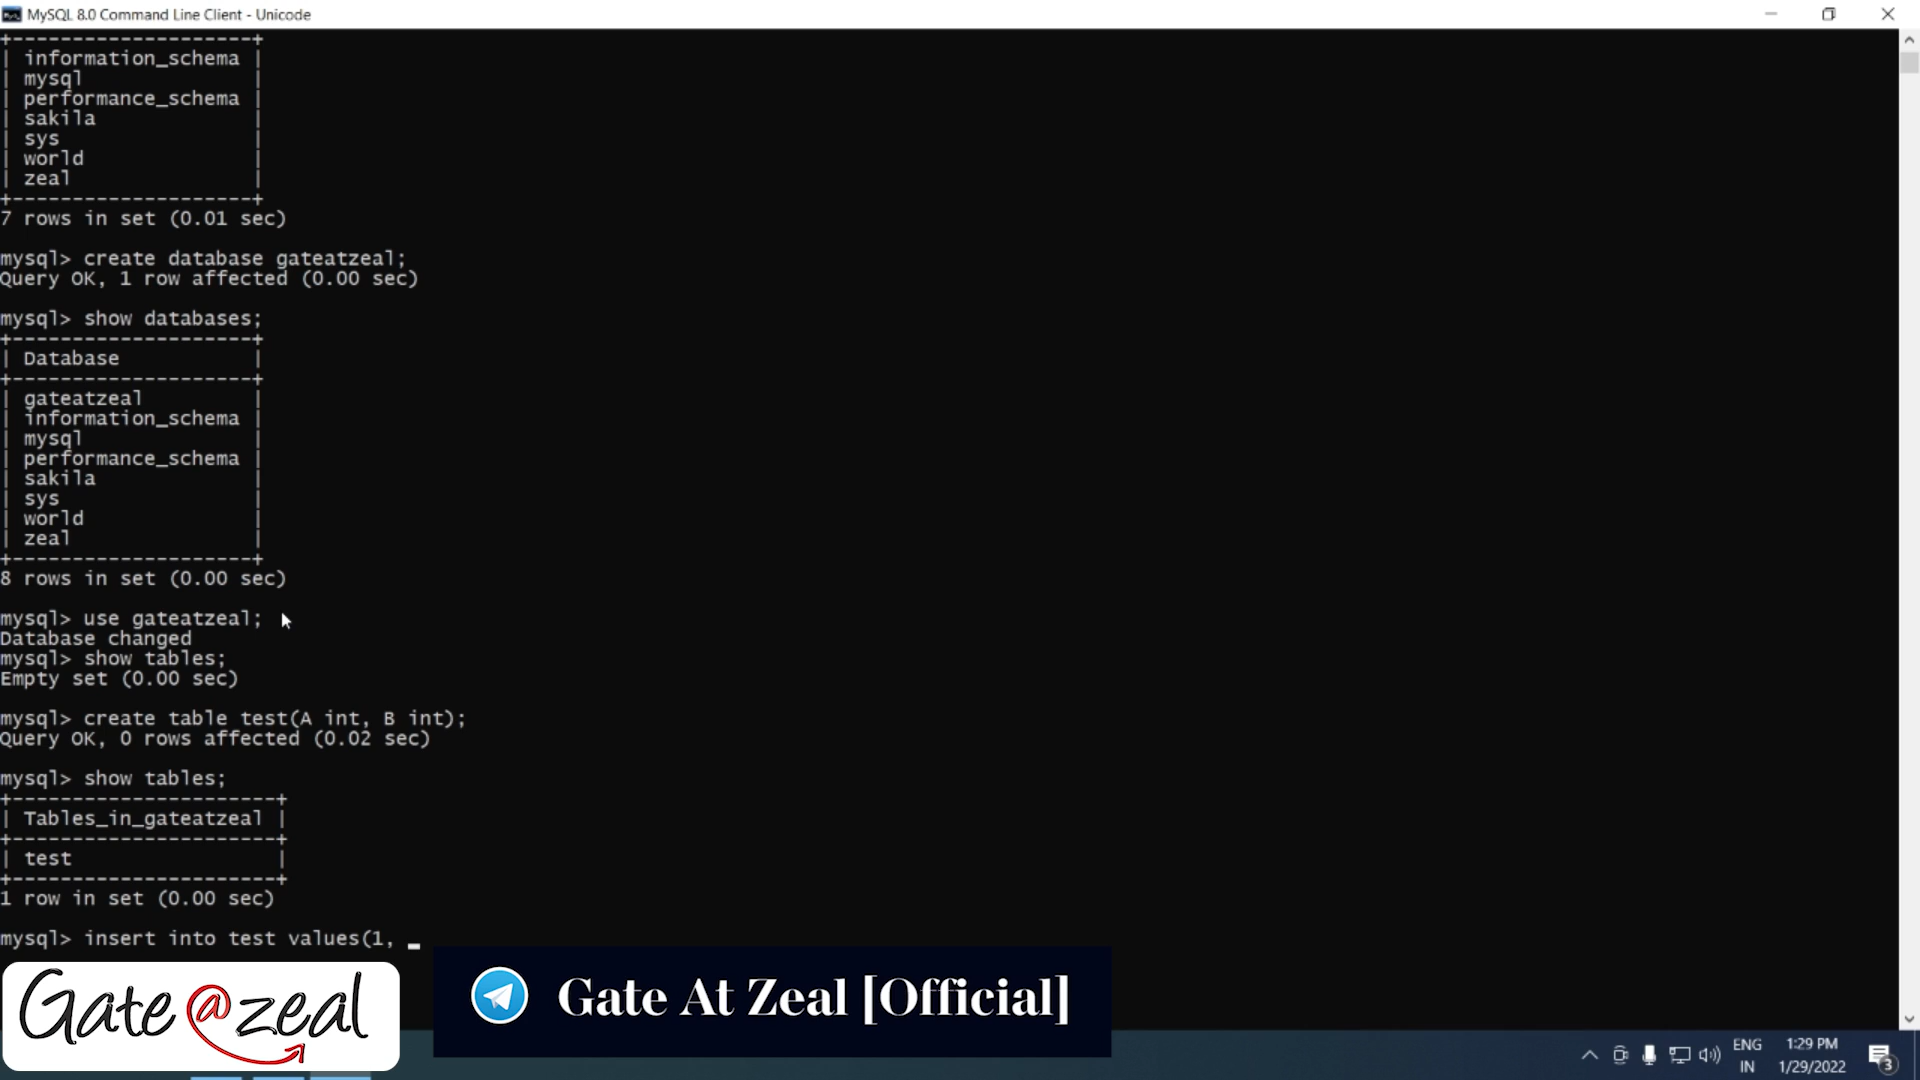 MySQL 8.0 Command Line Client - Unicode
+--------------------+
| information_schema |
| mysql              |
| performance_schema |
| sakila             |
| sys                |
| world              |
| zeal               |
+--------------------+
7 rows in set (0.01 sec)
mysql> create database gateatzeal;
Query OK, 1 row affected (0.00 sec)
mysql> show databases;
+--------------------+
| Database           |
+--------------------+
| gateatzeal         |
| information_schema |
| mysql              |
| performance_schema |
| sakila             |
| sys                |
| world              |
| zeal               |
+--------------------+
8 rows in set (0.00 sec)
mysql> use gateatzeal;
Database changed
mysql> show tables;
Empty set (0.00 sec)
mysql> create table test(A int, B int);
Query OK, 0 rows affected (0.02 sec)
mysql> show tables;
+----------------------+
| Tables_in_gateatzeal |
+----------------------+
| test                 |
+----------------------+
1 row in set (0.00 sec)
mysql> insert into test values(1, _
Gate@zeal
Gate At Zeal [Official]
ENG
IN
1:29 PM
1/29/2022
3